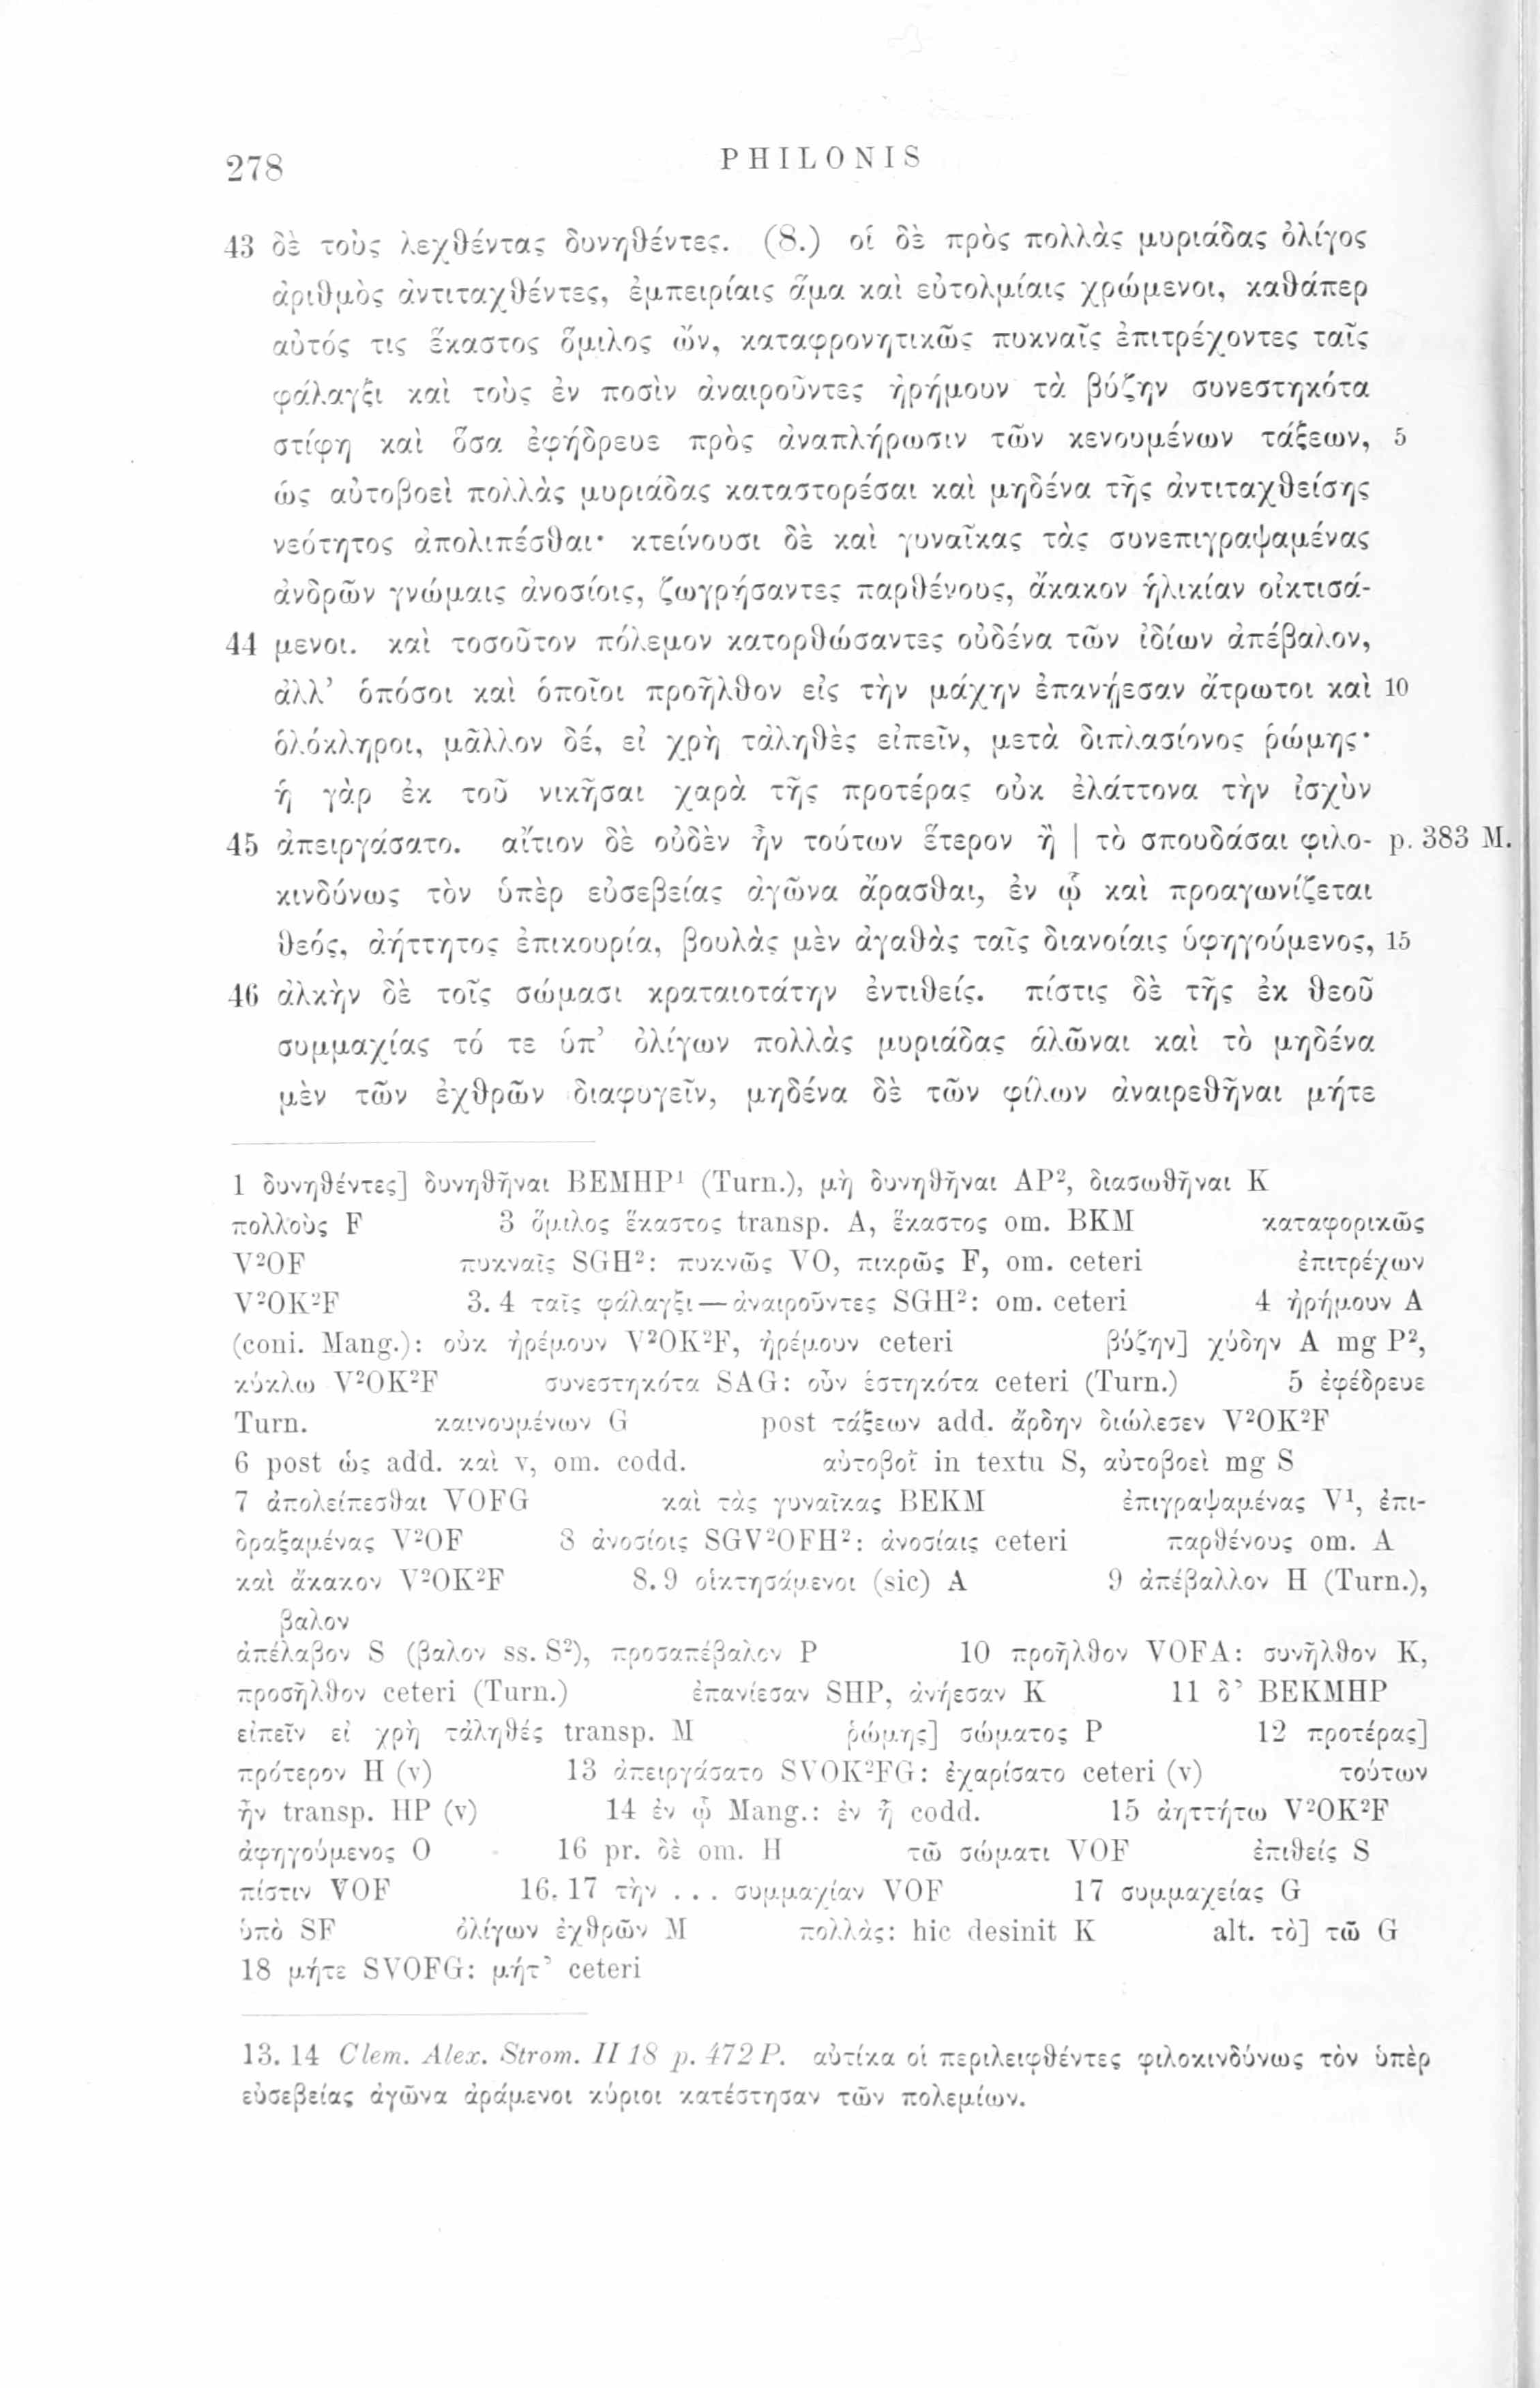 278
PHILONIS
43 δὲ τοὺς λεχθέντας δυνηθέντες. (8.) οἱ δὲ πρὸς πολλὰς μυριάδας ὀλίγος
ἀριθμὸς ἀντιταχθέντες, ἐμπειρίαις ἅμα καὶ εὐτολμίαις χρώμενοι, καθάπερ
αὐτός τις ἕκαστος ὅμιλος ὤν, καταφρονητικῶς πυκναῖς ἐπιτρέχοντες ταῖς
φάλαγξι καὶ τοὺς ἐν ποσὶν ἀναιροῦντες ἠρήμουν τὰ βύζην συνεστηκότα
στίφη καὶ ὅσα ἐφήδρευε πρὸς ἀναπλήρωσιν τῶν κενουμένων τάξεων, 5
ὡς αὐτοβοεὶ πολλὰς μυριάδας καταστορέσαι καὶ μηδένα τῆς ἀντιταχθείσης
νεότητος ἀπολιπέσθαι· κτείνουσι δὲ καὶ γυναῖκας τὰς συνεπιγραψαμένας
ἀνδρῶν γνώμαις ἀνοσίοις, ζωγρήσαντες παρθένους, ἄκακον ἡλικίαν οἰκτισά-
44 μενοι. καὶ τοσοῦτον πόλεμον κατορθώσαντες οὐδένα τῶν ἰδίων ἀπέβαλον,
ἀλλ’ ὁπόσοι καὶ ὁποῖοι προῆλθον εἰς τὴν μάχην ἐπανῄεσαν ἄτρωτοι καὶ 10
ὁλόκληροι, μᾶλλον δέ, εἰ χρὴ τἀληθὲς εἰπεῖν, μετὰ διπλασίονος ῥώμης·
ἡ γὰρ ἐκ τοῦ νικῆσαι χαρὰ τῆς προτέρας οὐκ ἐλάττονα τὴν ἰσχὺν
45 ἀπειργάσατο. αἴτιον δὲ οὐδὲν ἦν τούτων ἕτερον ἢ | τὸ σπουδάσαι φιλο- p. 383 M.
κινδύνως τὸν ὑπὲρ εὐσεβείας ἀγῶνα ἄρασθαι, ἐν ᾧ καὶ προαγωνίζεται
θεός, ἀήττητος ἐπικουρία, βουλὰς μὲν ἀγαθὰς ταῖς διανοίαις ὑφηγούμενος, 15
46 ἀλκὴν δὲ τοῖς σώμασι κραταιοτάτην ἐντιθείς. πίστις δὲ τῆς ἐκ θεοῦ
συμμαχίας τό τε ὑπ’ ὀλίγων πολλὰς μυριάδας ἁλῶναι καὶ τὸ μηδένα
μὲν τῶν ἐχθρῶν διαφυγεῖν, μηδένα δὲ τῶν φίλων ἀναιρεθῆναι μήτε
1 δυνηθέντες] δυνηθῆναι BEMHP¹ (Turn.), μὴ δυνηθῆναι AP², διασωθῆναι K
πολλοὺς F 3 ὅμιλος ἕκαστος transp. A, ἕκαστος om. BKM καταφορικῶς
V²OF πυκναῖς SGH²: πυκνῶς VO, πικρῶς F, om. ceteri ἐπιτρέχων
V²OK²F 3. 4 ταῖς φάλαγξι — ἀναιροῦντες SGH²: om. ceteri 4 ἠρήμουν A
(coni. Mang.): οὐκ ἠρέμουν V²OK²F, ἠρέμουν ceteri βύζην] χύδην A mg P²,
κύκλω V²OK²F συνεστηκότα SAG: οὖν ἑστηκότα ceteri (Turn.) 5 ἐφέδρευε
Turn. καινουμένων G post τάξεων add. ἄρδην διώλεσεν V²OK²F
6 post ὡς add. καὶ v, om. codd. αὐτοβοῒ in textu S, αὐτοβοεὶ mg S
7 ἀπολείπεσθαι VOFG καὶ τὰς γυναῖκας BEKM ἐπιγραψαμένας V¹, ἐπι-
δραξαμένας V²OF 8 ἀνοσίοις SGV²OFH²: ἀνοσίαις ceteri παρθένους om. A
καὶ ἄκακον V²OK²F 8. 9 οἰκτησάμενοι (sic) A 9 ἀπέβαλλον H (Turn.),
βαλον
ἀπέλαβον S (βαλον ss. S²), προσαπέβαλον P 10 προῆλθον VOFA: συνῆλθον K,
προσῆλθον ceteri (Turn.) ἐπανίεσαν SHP, ἀνῄεσαν K 11 δ’ BEKMHP
εἰπεῖν εἰ χρὴ τἀληθές transp. M ῥώμης] σώματος P 12 προτέρας]
πρότερον H (v) 13 ἀπειργάσατο SVOK²FG: ἐχαρίσατο ceteri (v) τούτων
ἦν transp. HP (v) 14 ἐν ᾧ Mang.: ἐν ῇ codd. 15 ἀηττήτω V²OK²F
ἀφηγούμενος O 16 pr. δὲ om. H τῶ σώματι VOF ἐπιθείς S
πίστιν VOF 16. 17 τὴν ... συμμαχίαν VOF 17 συμμαχείας G
ὑπὸ SF ὀλίγων ἐχθρῶν M πολλὰς: hic desinit K alt. τὸ] τῶ G
18 μήτε SVOFG: μήτ’ ceteri
13. 14 Clem. Alex. Strom. II 18 p. 472 P. αὐτίκα οἱ περιλειφθέντες φιλοκινδύνως τὸν ὑπὲρ
εὐσεβείας ἀγῶνα ἀράμενοι κύριοι κατέστησαν τῶν πολεμίων.